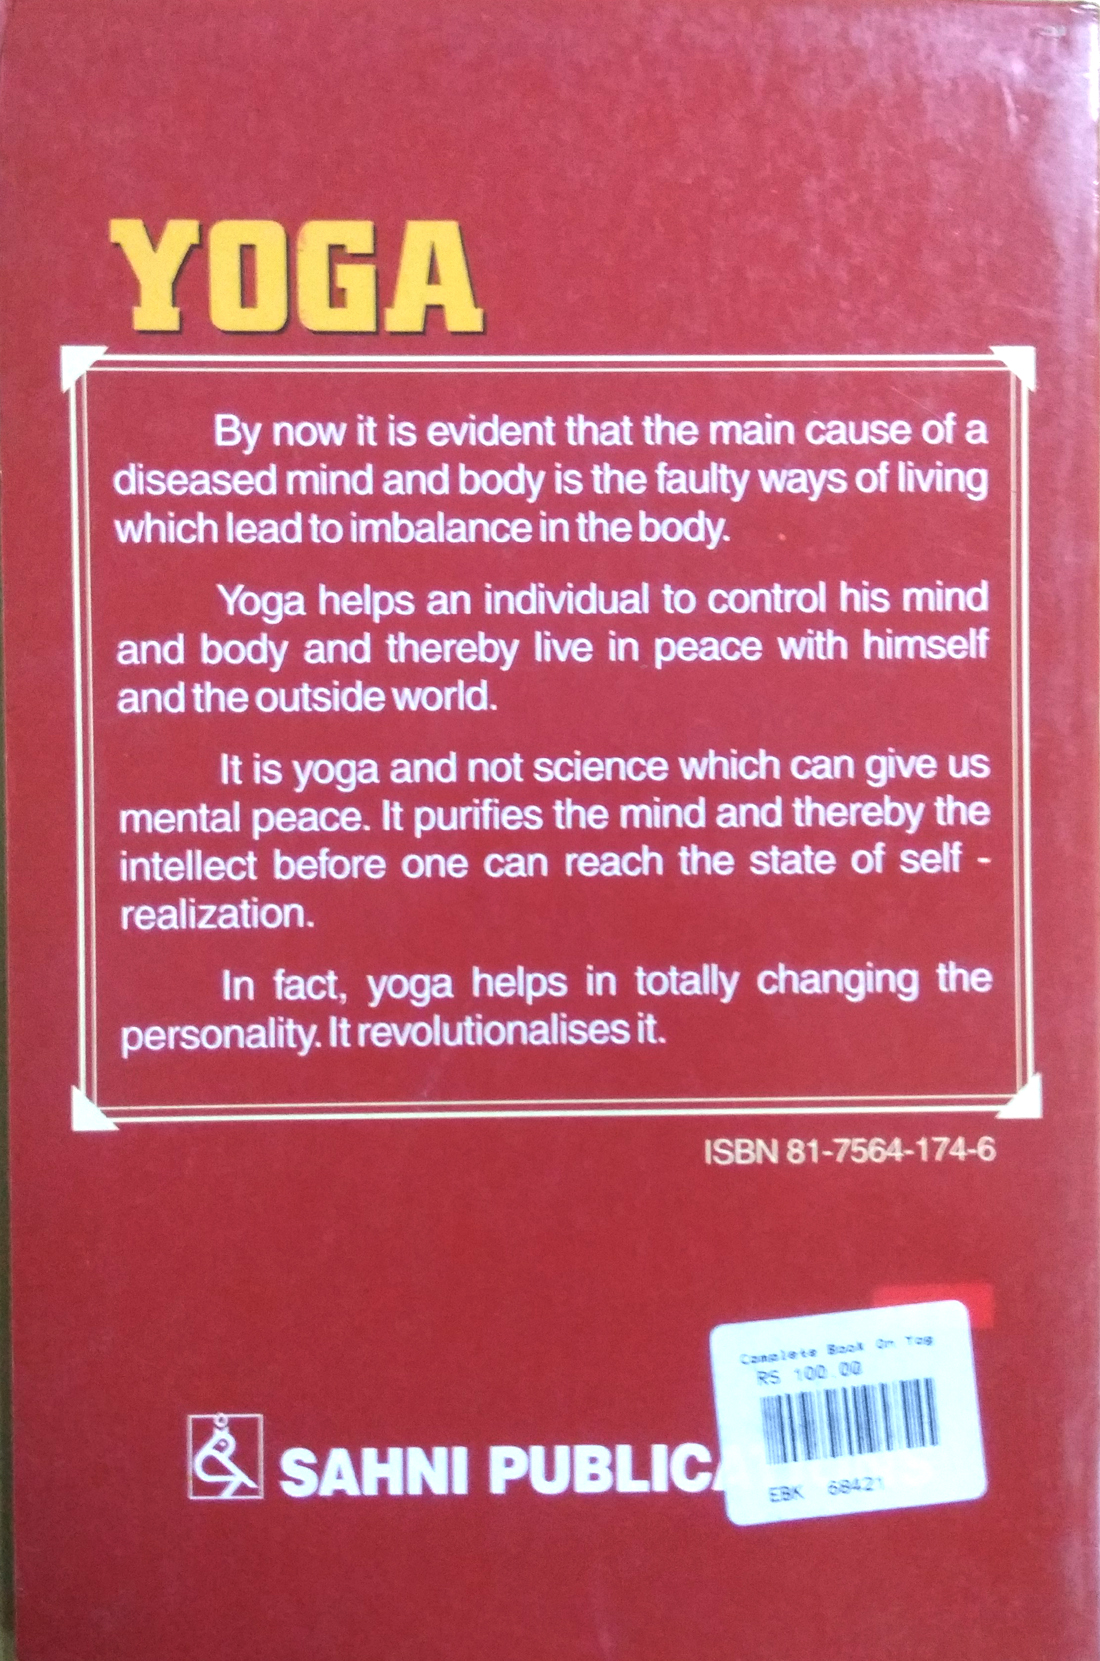 YOGA
By now it is evident that the main cause of a
diseased mind and body is the faulty ways of living
which lead to imbalance in the body.
Yoga helps an individual to control his mind
and body and thereby live in peace with himself
and the outside world.
It is yoga and not science which can give us
mental peace. It purifies the mind and thereby the
intellect before one can reach the state of self -
realization.
In fact, yoga helps in totally changing the
personality. It revolutionalises it.
ISBN 81-7564-174-6
Complete Book On Yog
RS 100.00
EBK 68421
SAHNI